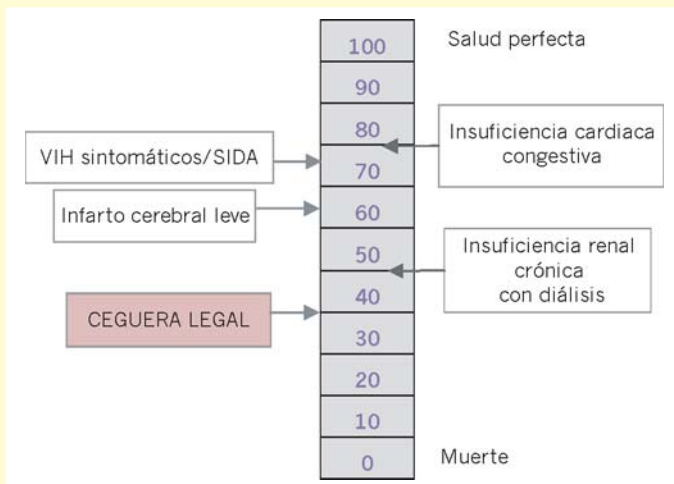 100
Salud perfecta
90
80
Insuficiencia cardiaca
congestiva
VIH sintomáticos/SIDA
70
Infarto cerebral leve
60
50
Insuficiencia renal
crónica
con diálisis
40
CEGUERA LEGAL
30
20
10
0
Muerte